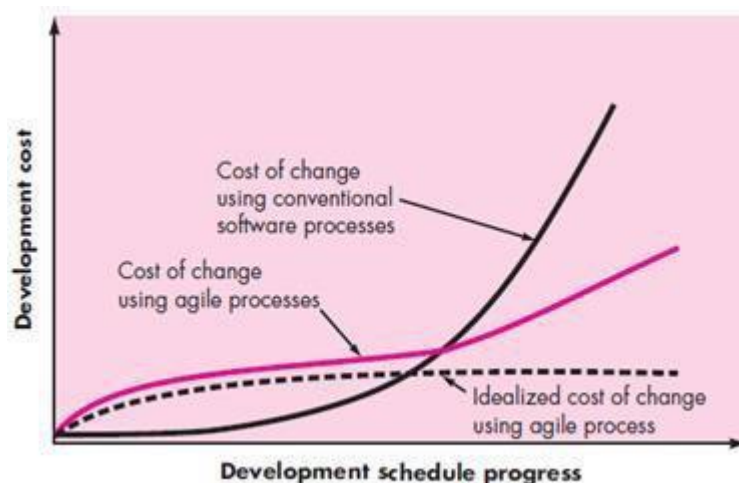 Development cost
Cost of change
using conventional
software processes
Cost of change
using agile processes
Idealized cost of change
using agile process
Development schedule progress